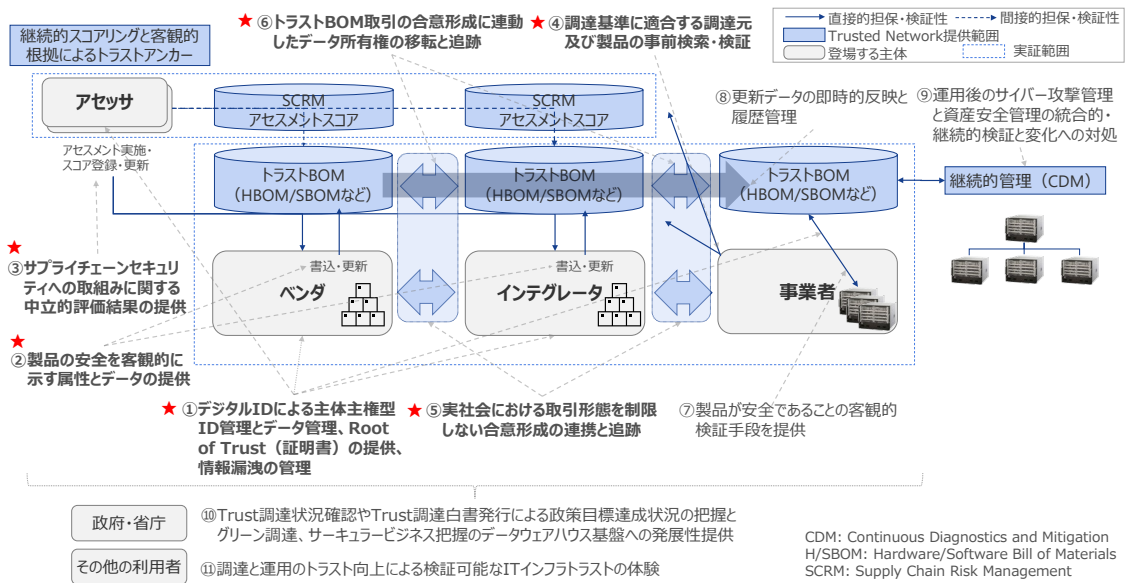 ★ ⑥トラストBOM取引の合意形成に連動
したデータ所有権の移転と追跡
★ ④調達基準に適合する調達元
及び製品の事前検索・検証
直接的担保・検証性
間接的担保・検証性
Trusted Network提供範囲
登場する主体
実証範囲
継続的スコアリングと客観的
根拠によるトラストアンカー
アセッサ
SCRM
アセスメントスコア
SCRM
アセスメントスコア
⑧更新データの即時的反映と
履歴管理
⑨運用後のサイバー攻撃管理
と資産安全管理の統合的・
継続的検証と変化への対処
アセスメント実施・
スコア登録・更新
トラストBOM
(HBOM/SBOMなど)
トラストBOM
(HBOM/SBOMなど)
トラストBOM
(HBOM/SBOMなど)
継続的管理（CDM）
★
③サプライチェーンセキュリ
ティへの取組みに関する
中立的評価結果の提供
書込・更新
ベンダ
書込・更新
インテグレータ
事業者
★
②製品の安全を客観的に
示す属性とデータの提供
★ ①デジタルIDによる主体主権型
ID管理とデータ管理、Root
of Trust（証明書）の提供、
情報漏洩の管理
★ ⑤実社会における取引形態を制限
しない合意形成の連携と追跡
⑦製品が安全であることの客観的
検証手段を提供
政府・省庁
⑩Trust調達状況確認やTrust調達白書発行による政策目標達成状況の把握と
グリーン調達、サーキュラービジネス把握のデータウェアハウス基盤への発展性提供
その他の利用者
⑪調達と運用のトラスト向上による検証可能なITインフラトラストの体験
CDM: Continuous Diagnostics and Mitigation
H/SBOM: Hardware/Software Bill of Materials
SCRM: Supply Chain Risk Management